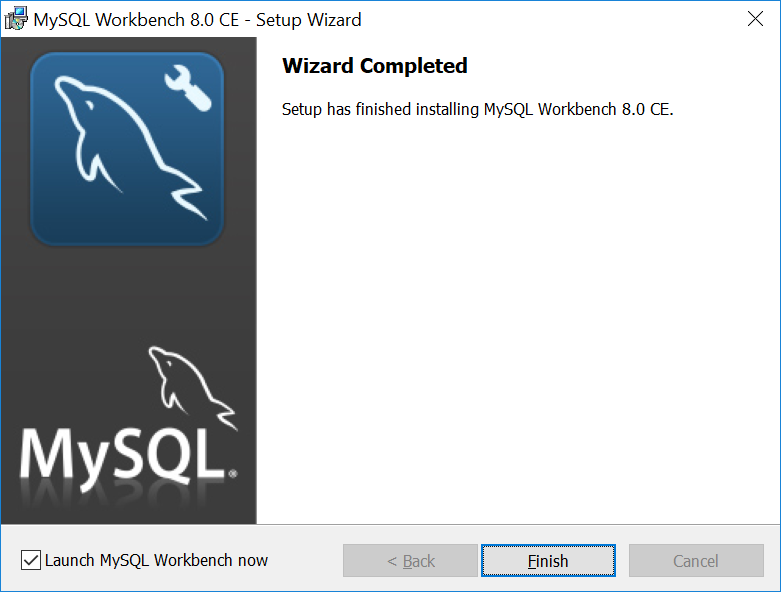 MySQL Workbench 8.0 CE - Setup Wizard
Wizard Completed
Setup has finished installing MySQL Workbench 8.0 CE.
MySQL®
Launch MySQL Workbench now
< Back
Finish
Cancel